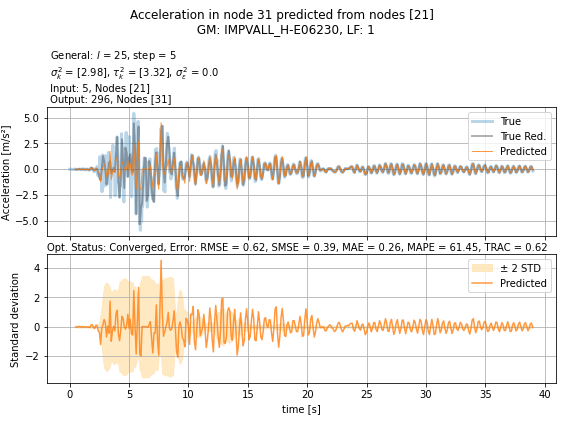 Acceleration in node 31 predicted from nodes [21]
GM: IMPVALL_H-E06230, LF: 1
General: l = 25, step = 5
σ²ₖ = [2.98], τ²ₖ = [3.32], σ²ε = 0.0
Input: 5, Nodes [21]
Output: 296, Nodes [31]
True
True Red.
Predicted
Acceleration [m/s²]
5.0
2.5
0.0
−2.5
−5.0
Opt. Status: Converged, Error: RMSE = 0.62, SMSE = 0.39, MAE = 0.26, MAPE = 61.45, TRAC = 0.62
± 2 STD
Predicted
Standard deviation
4
2
0
−2
0 5 10 15 20 25 30 35 40
time [s]